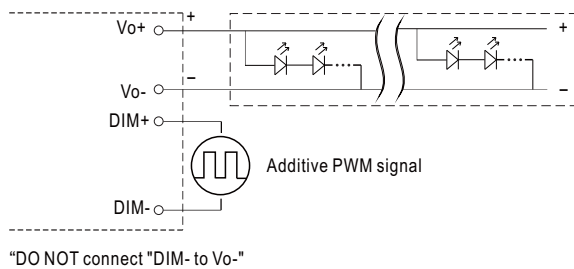 Vo+ + +
Vo- − −
DIM+
Additive PWM signal
DIM-
“DO NOT connect "DIM- to Vo-"